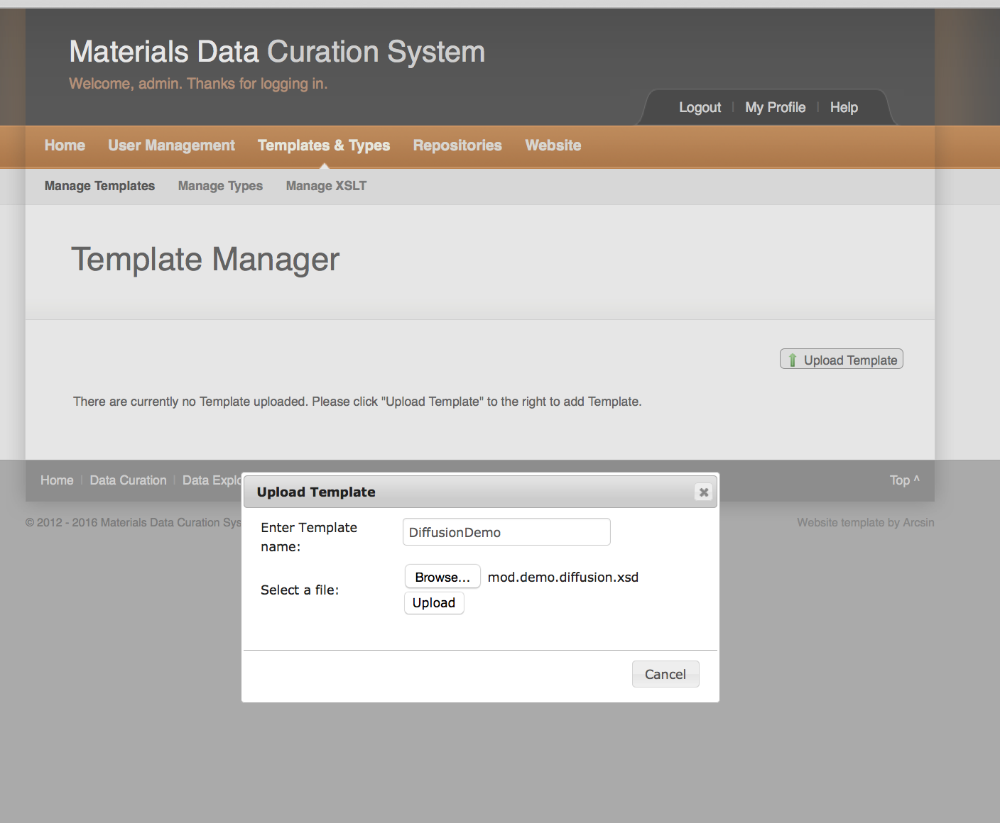 Materials Data Curation System
Welcome, admin. Thanks for logging in.
Logout | My Profile | Help
Home User Management Templates & Types Repositories Website
Manage Templates Manage Types Manage XSLT
Template Manager
Upload Template
There are currently no Template uploaded. Please click "Upload Template" to the right to add Template.
Home | Data Curation | Data Explo
Top ^
© 2012 - 2016 Materials Data Curation Sys
Website template by Arcsin
Upload Template
Enter Template
name:
DiffusionDemo
Select a file:
Browse... mod.demo.diffusion.xsd
Upload
Cancel